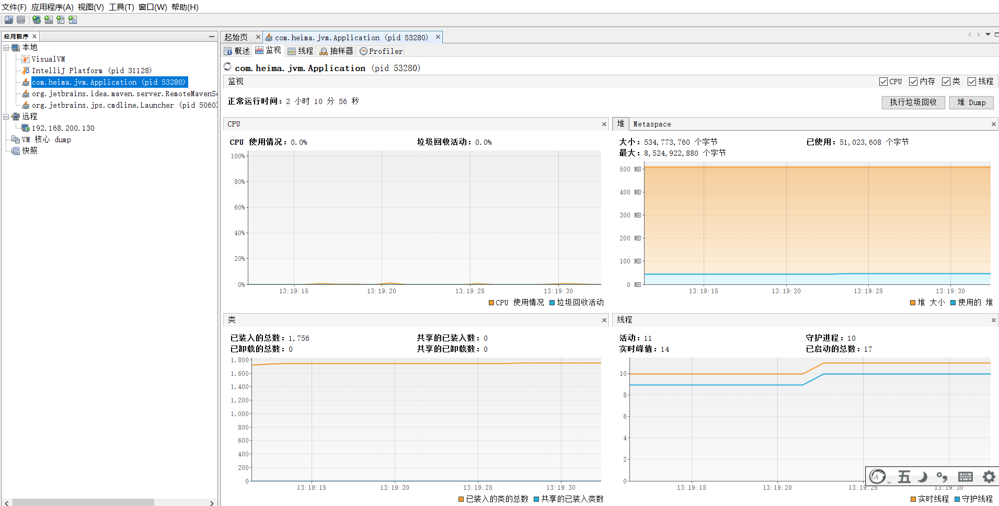 文件(F) 应用程序(A) 视图(V) 工具(T) 窗口(W) 帮助(H)
应用程序
本地
VisualVM
IntelliJ Platform (pid 31128)
com.heima.jvm.Application (pid 53280)
org.jetbrains.idea.maven.server.RemoteMavenSe
org.jetbrains.jps.cmdline.Launcher (pid 5060)
远程
192.168.200.130
VM 核心 dump
快照
起始页 com.heima.jvm.Application (pid 53280)
概述 监视 线程 抽样器 Profiler
com.heima.jvm.Application (pid 53280)
监视 CPU 内存 类 线程
正常运行时间：2 小时 10 分 56 秒 执行垃圾回收 堆 Dump
CPU
CPU 使用情况：0.0% 垃圾回收活动：0.0%
100%
80%
60%
40%
20%
0%
13:19:15 13:19:20 13:19:25 13:19:30
CPU 使用情况 垃圾回收活动
堆 Metaspace
大小：534,773,760 个字节 已使用：51,023,608 个字节
最大：8,524,922,880 个字节
500 MB
400 MB
300 MB
200 MB
100 MB
0 MB
13:19:15 13:19:20 13:19:25 13:19:30
堆 大小 使用的 堆
类
已装入的总数：1,756 共享的已装入数：0
已卸载的总数：0 共享的已卸载数：0
1,800
1,600
1,400
1,200
1,000
800
600
400
200
0
13:19:15 13:19:20 13:19:25 13:19:30
已装入的类的总数 共享的已装入类数
线程
活动：11 守护进程：10
实时峰值：14 已启动的总数：17
10
8
6
4
2
0
13:19:15 13:19:20 13:19:25 13:19:30
实时线程 守护线程
五